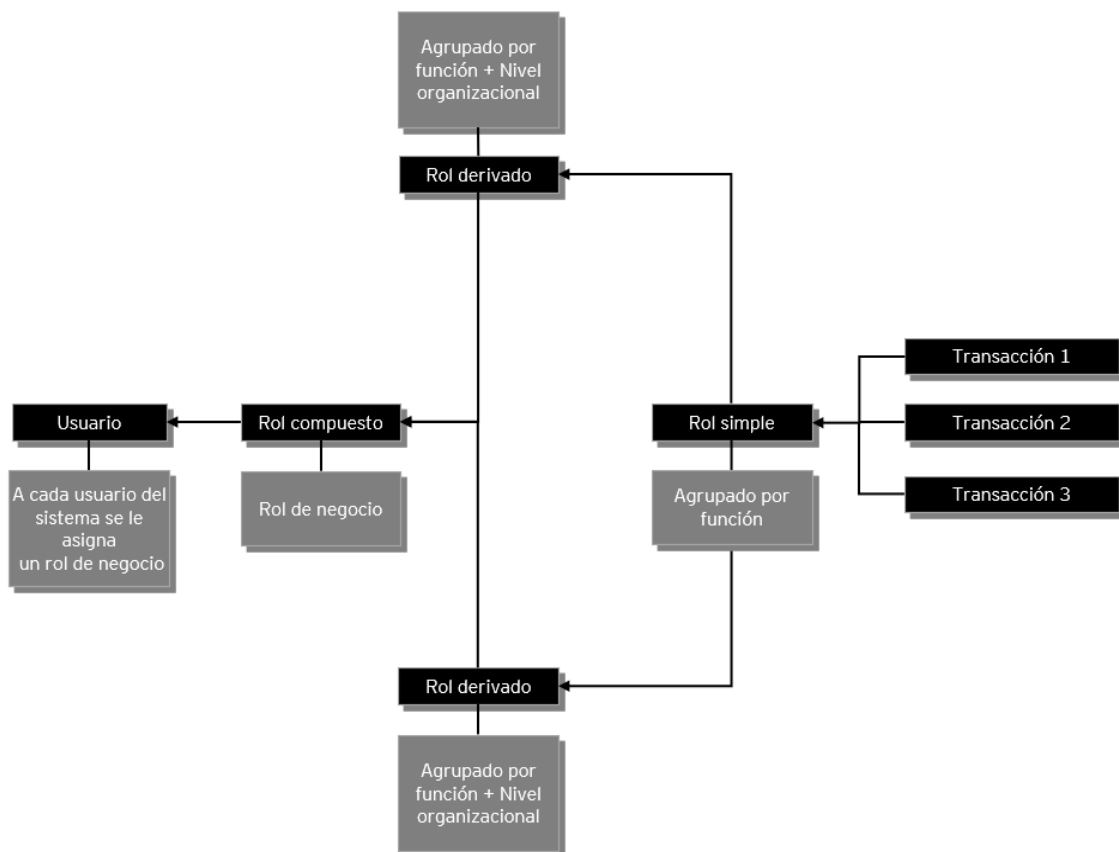 Agrupado por
función + Nivel
organizacional
Rol derivado
Transacción 1
Usuario
Rol compuesto
Rol simple
Transacción 2
A cada usuario del
sistema se le
asigna
un rol de negocio
Rol de negocio
Agrupado por
función
Transacción 3
Rol derivado
Agrupado por
función + Nivel
organizacional